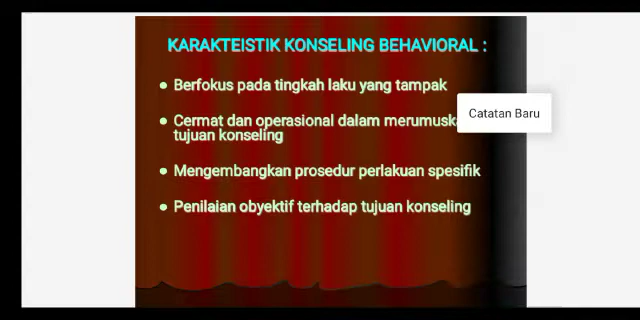 KARAKTEISTIK KONSELING BEHAVIORAL :
• Berfokus pada tingkah laku yang tampak
• Cermat dan operasional dalam merumusk
tujuan konseling
Catatan Baru
• Mengembangkan prosedur perlakuan spesifik
• Penilaian obyektif terhadap tujuan konseling